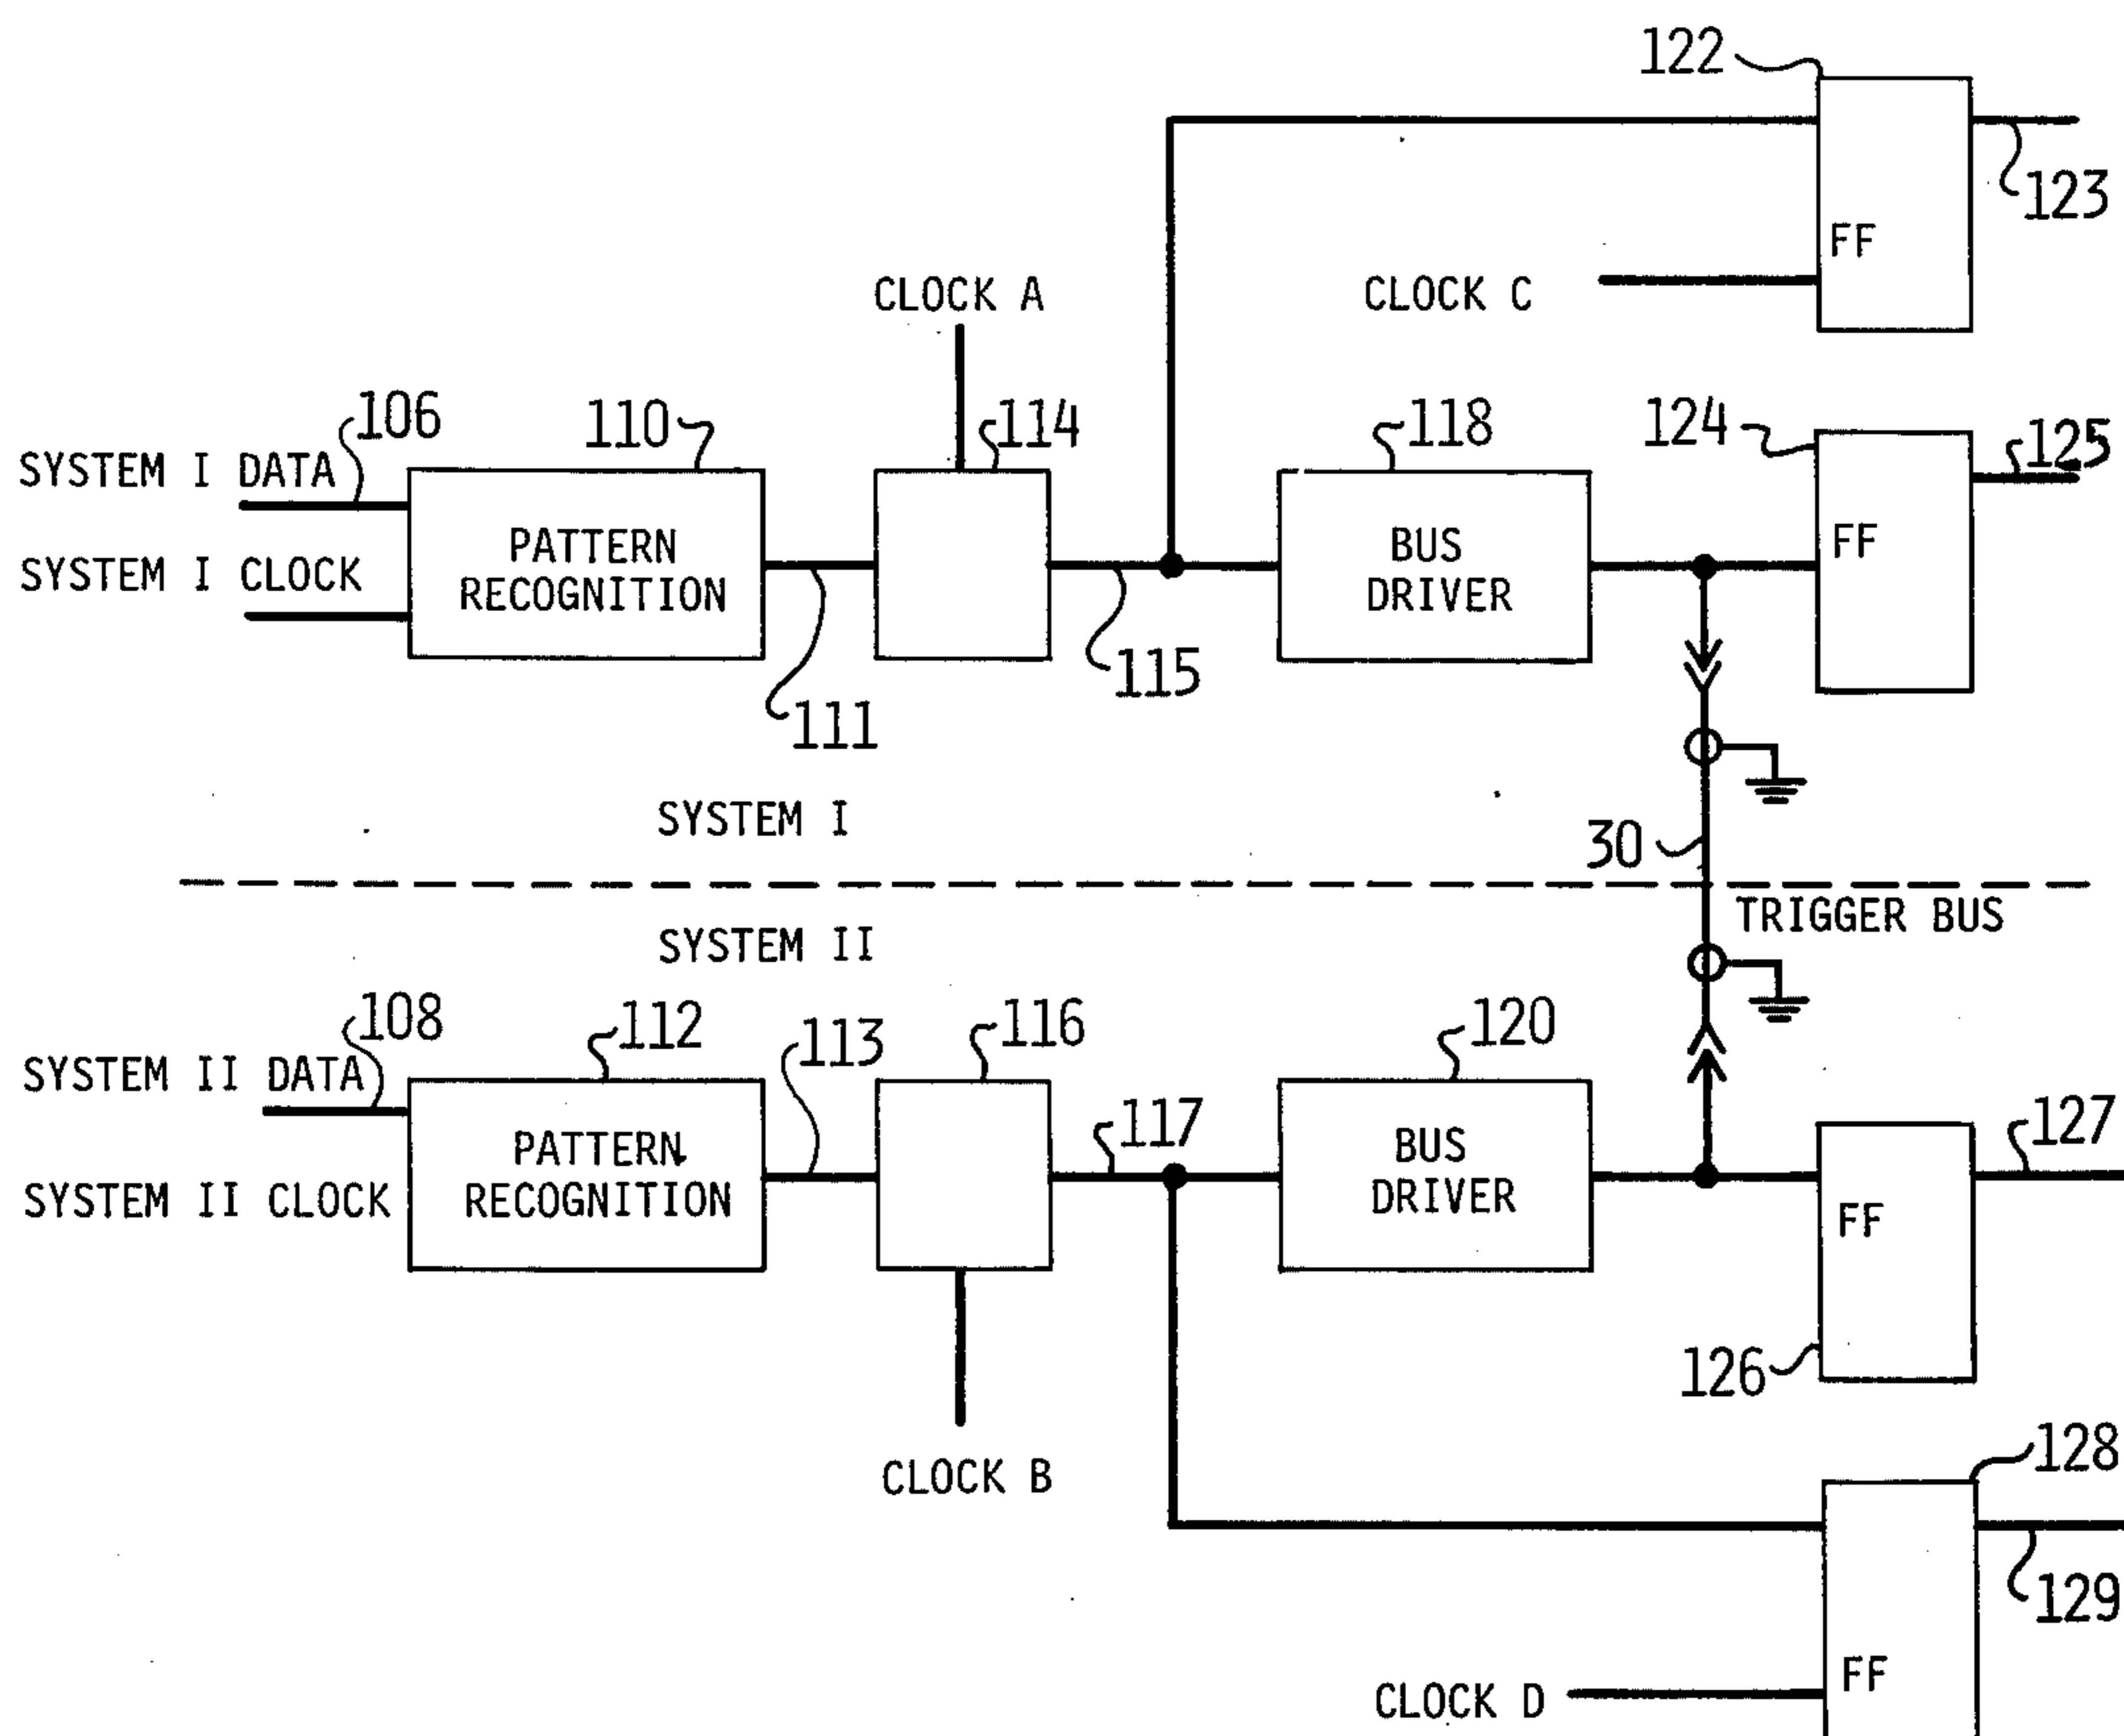 122
123
FF
CLOCK A
CLOCK C
106
110
114
118
124
125
SYSTEM I DATA
PATTERN
RECOGNITION
BUS
DRIVER
FF
SYSTEM I CLOCK
115
111
SYSTEM I
30
TRIGGER BUS
SYSTEM II
108
112
113
116
120
117
127
SYSTEM II DATA
PATTERN
RECOGNITION
BUS
DRIVER
FF
SYSTEM II CLOCK
126
CLOCK B
128
129
FF
CLOCK D